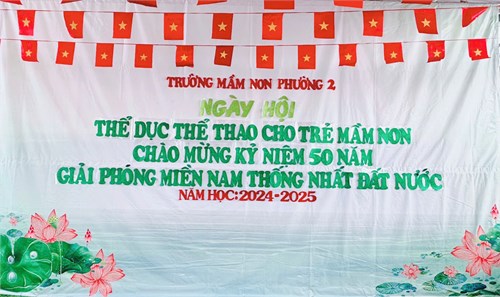 TRƯỜNG MẦM NON PHƯỜNG 2
NGÀY HỘI
THỂ DỤC THỂ THAO CHO TRẺ MẦM NON
CHÀO MỪNG KỶ NIỆM 50 NĂM
GIẢI PHÓNG MIỀN NAM THỐNG NHẤT ĐẤT NƯỚC
NĂM HỌC: 2024-2025